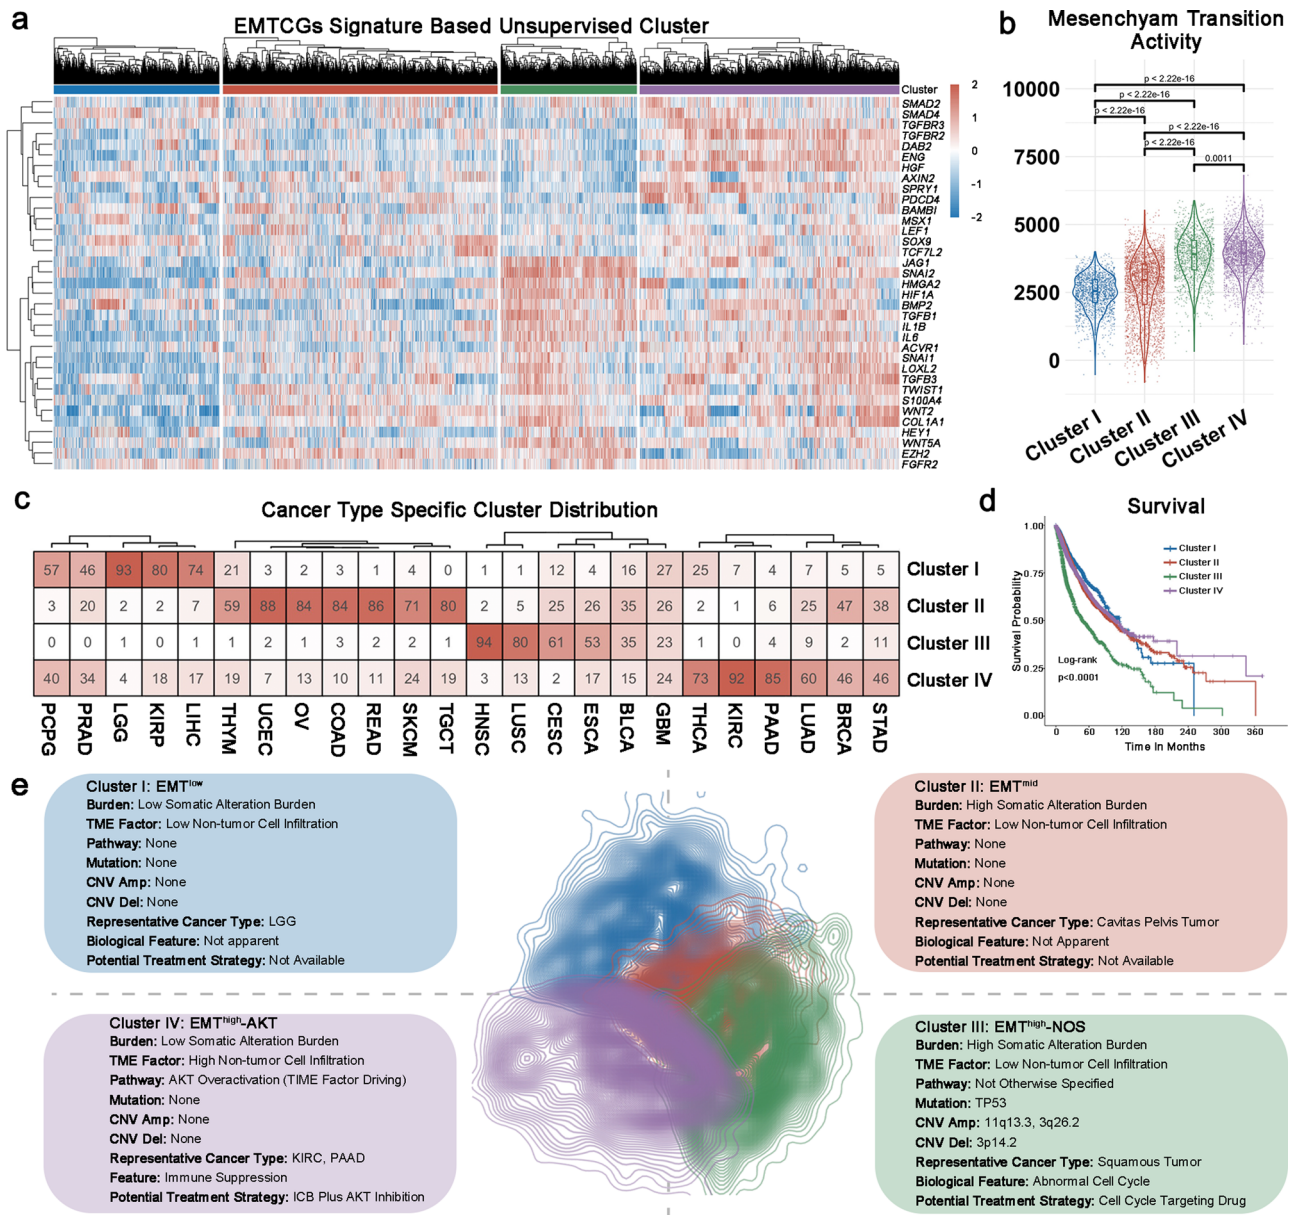 a
EMTCGs Signature Based Unsupervised Cluster
Cluster
SMAD2
SMAD4
TGFBR3
TGFBR2
DAB2
ENG
HGF
AXIN2
SPRY1
PDCD4
BAMBI
MSX1
LEF1
SOX9
TCF7L2
JAG1
SNAI2
HMGA2
HIF1A
BMP2
TGFB1
IL1B
IL6
ACVR1
SNAI1
LOXL2
TGFB3
TWIST1
S100A4
WNT2
COL1A1
HEY1
WNT5A
EZH2
FGFR2
2
1
0
-1
-2
b
Mesenchyam Transition
Activity
10000
7500
5000
2500
0
p < 2.22e-16
p < 2.22e-16
p < 2.22e-16
p < 2.22e-16
p < 2.22e-16
0.0011
Cluster I
Cluster II
Cluster III
Cluster IV
c
Cancer Type Specific Cluster Distribution
57 46 93 80 74 21 3 2 3 1 4 0 1 1 12 4 16 27 25 7 4 7 5 5 Cluster I
3 20 2 2 7 59 88 84 84 86 71 80 2 5 25 26 35 26 2 1 6 25 47 38 Cluster II
0 0 1 0 1 1 2 1 3 2 2 1 94 80 61 53 35 23 1 0 4 9 2 11 Cluster III
40 34 4 18 17 19 7 13 10 11 24 19 3 13 2 17 15 24 73 92 85 60 46 46 Cluster IV
PCPG PRAD LGG KIRP LIHC THYM UCEC OV COAD READ SKCM TGCT HNSC LUSC CESC ESCA BLCA GBM THCA KIRC PAAD LUAD BRCA STAD
d
Survival
Survival Probability
1.00
0.75
0.50
0.25
0.00
Cluster I
Cluster II
Cluster III
Cluster IV
Log-rank
p<0.0001
0 60 120 180 240 300 360
Time In Months
e
Cluster I: EMTlow
Burden: Low Somatic Alteration Burden
TME Factor: Low Non-tumor Cell Infiltration
Pathway: None
Mutation: None
CNV Amp: None
CNV Del: None
Representative Cancer Type: LGG
Biological Feature: Not apparent
Potential Treatment Strategy: Not Available
Cluster II: EMTmid
Burden: High Somatic Alteration Burden
TME Factor: Low Non-tumor Cell Infiltration
Pathway: None
Mutation: None
CNV Amp: None
CNV Del: None
Representative Cancer Type: Cavitas Pelvis Tumor
Biological Feature: Not Apparent
Potential Treatment Strategy: Not Available
Cluster IV: EMThigh-AKT
Burden: Low Somatic Alteration Burden
TME Factor: High Non-tumor Cell Infiltration
Pathway: AKT Overactivation (TIME Factor Driving)
Mutation: None
CNV Amp: None
CNV Del: None
Representative Cancer Type: KIRC, PAAD
Feature: Immune Suppression
Potential Treatment Strategy: ICB Plus AKT Inhibition
Cluster III: EMThigh-NOS
Burden: High Somatic Alteration Burden
TME Factor: Low Non-tumor Cell Infiltration
Pathway: Not Otherwise Specified
Mutation: TP53
CNV Amp: 11q13.3, 3q26.2
CNV Del: 3p14.2
Representative Cancer Type: Squamous Tumor
Biological Feature: Abnormal Cell Cycle
Potential Treatment Strategy: Cell Cycle Targeting Drug